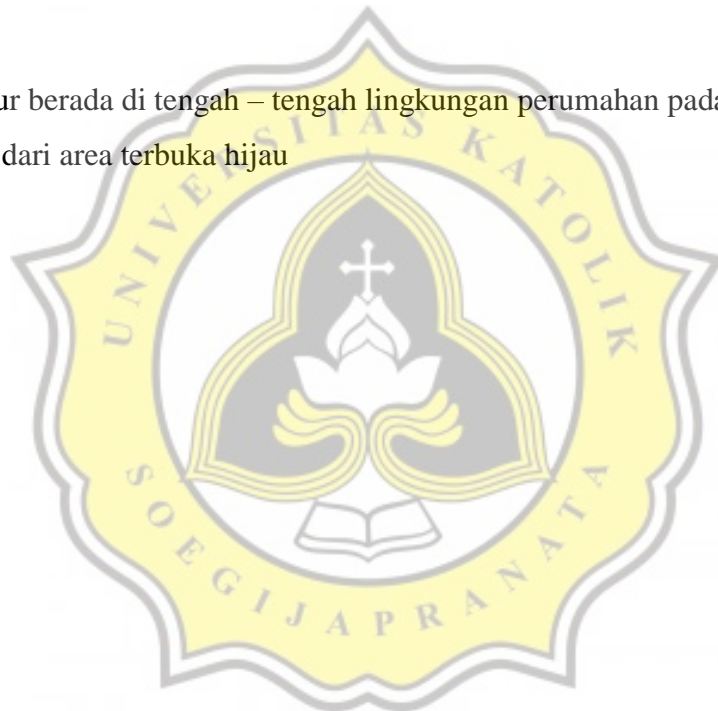 ur berada di tengah – tengah lingkungan perumahan pada
dari area terbuka hijau
UNIVERSITAS KATOLIK
SOEGIJAPRANATA